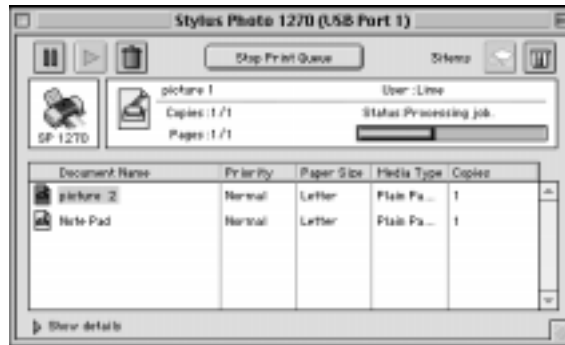 Stylus Photo 1270 (USB Port 1)
Stop Print Queue
3items
SP 1270
picture 1
User :Lime
Copies :1 /1
Status :Processing job.
Pages :1 /1
Document Name Priority Paper Size Media Type Copies
picture 2 Normal Letter Plain Pa... 1
Note Pad Normal Letter Plain Pa... 1
Show details